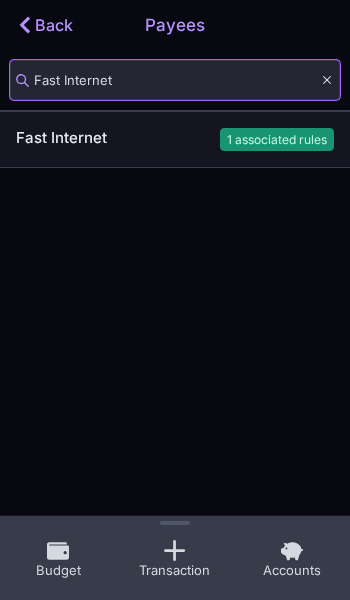 Back
Payees
Fast Internet
Fast Internet
1 associated rules
Budget
Transaction
Accounts